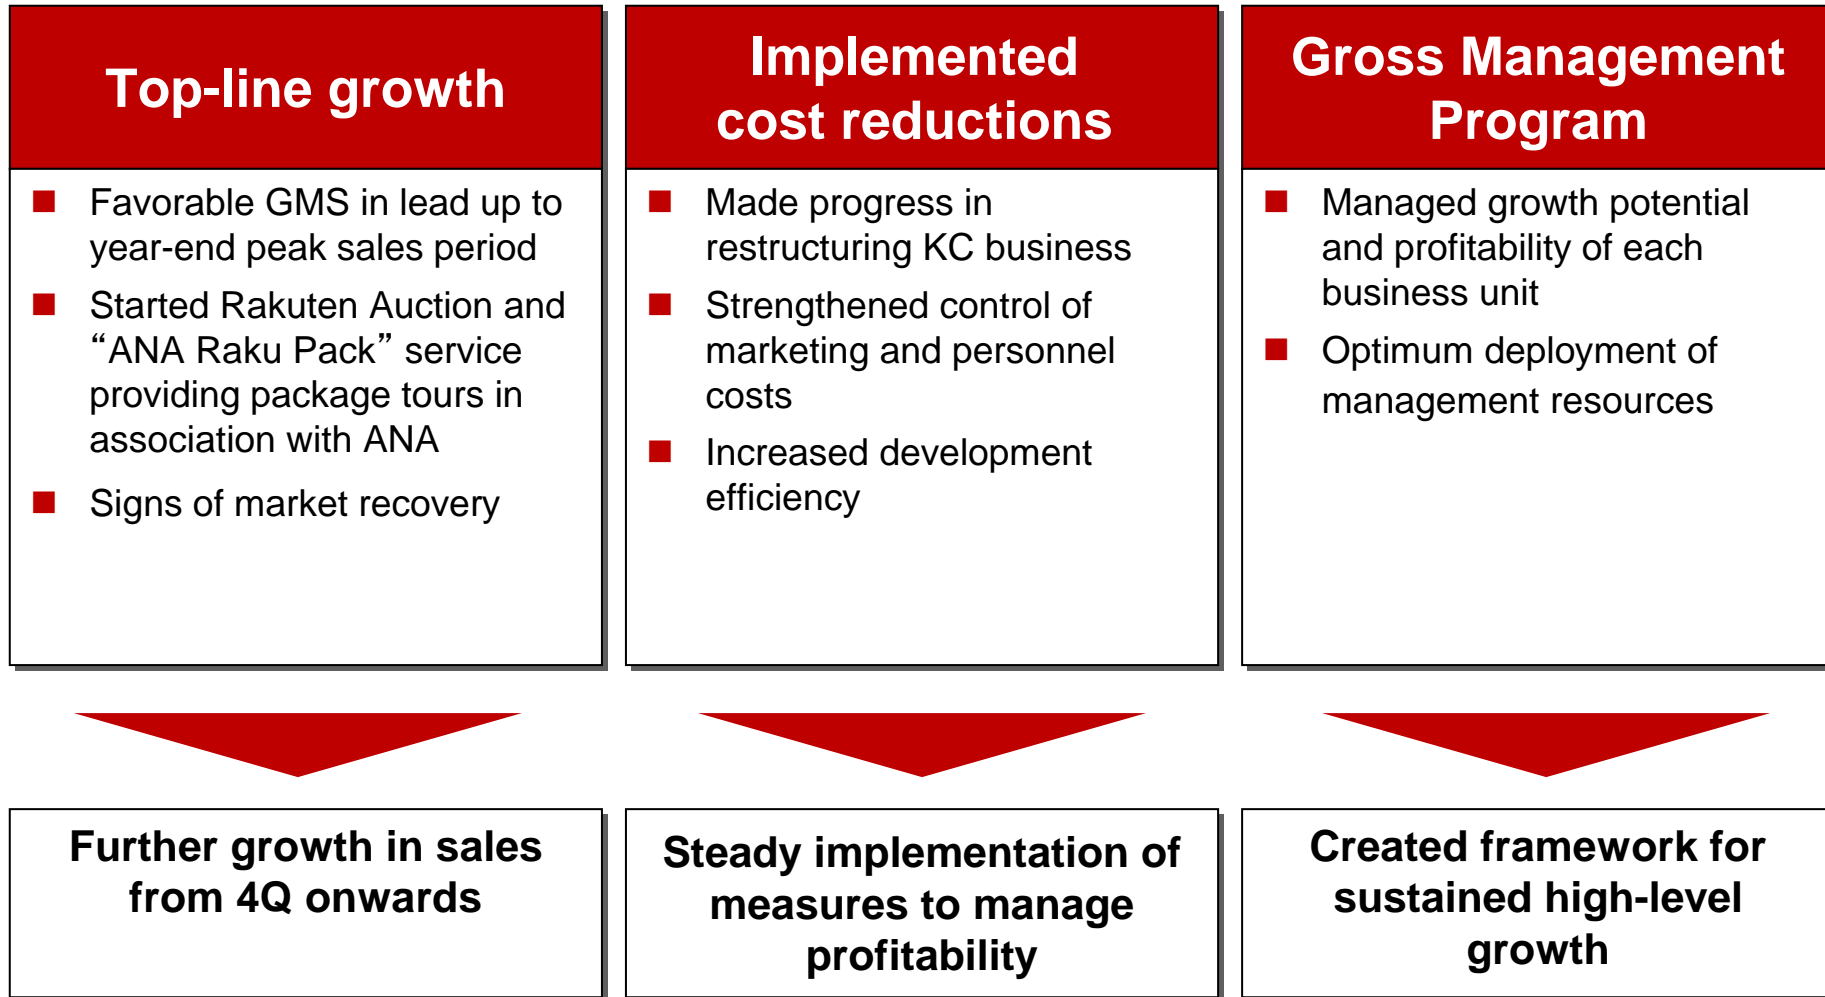 Top-line growth
Favorable GMS in lead up to
year-end peak sales period
Started Rakuten Auction and
“ANA Raku Pack” service
providing package tours in
association with ANA
Signs of market recovery
Further growth in sales
from 4Q onwards
Implemented
cost reductions
Made progress in
restructuring KC business
Strengthened control of
marketing and personnel
costs
Increased development
efficiency
Steady implementation of
measures to manage
profitability
Gross Management
Program
Managed growth potential
and profitability of each
business unit
Optimum deployment of
management resources
Created framework for
sustained high-level
growth